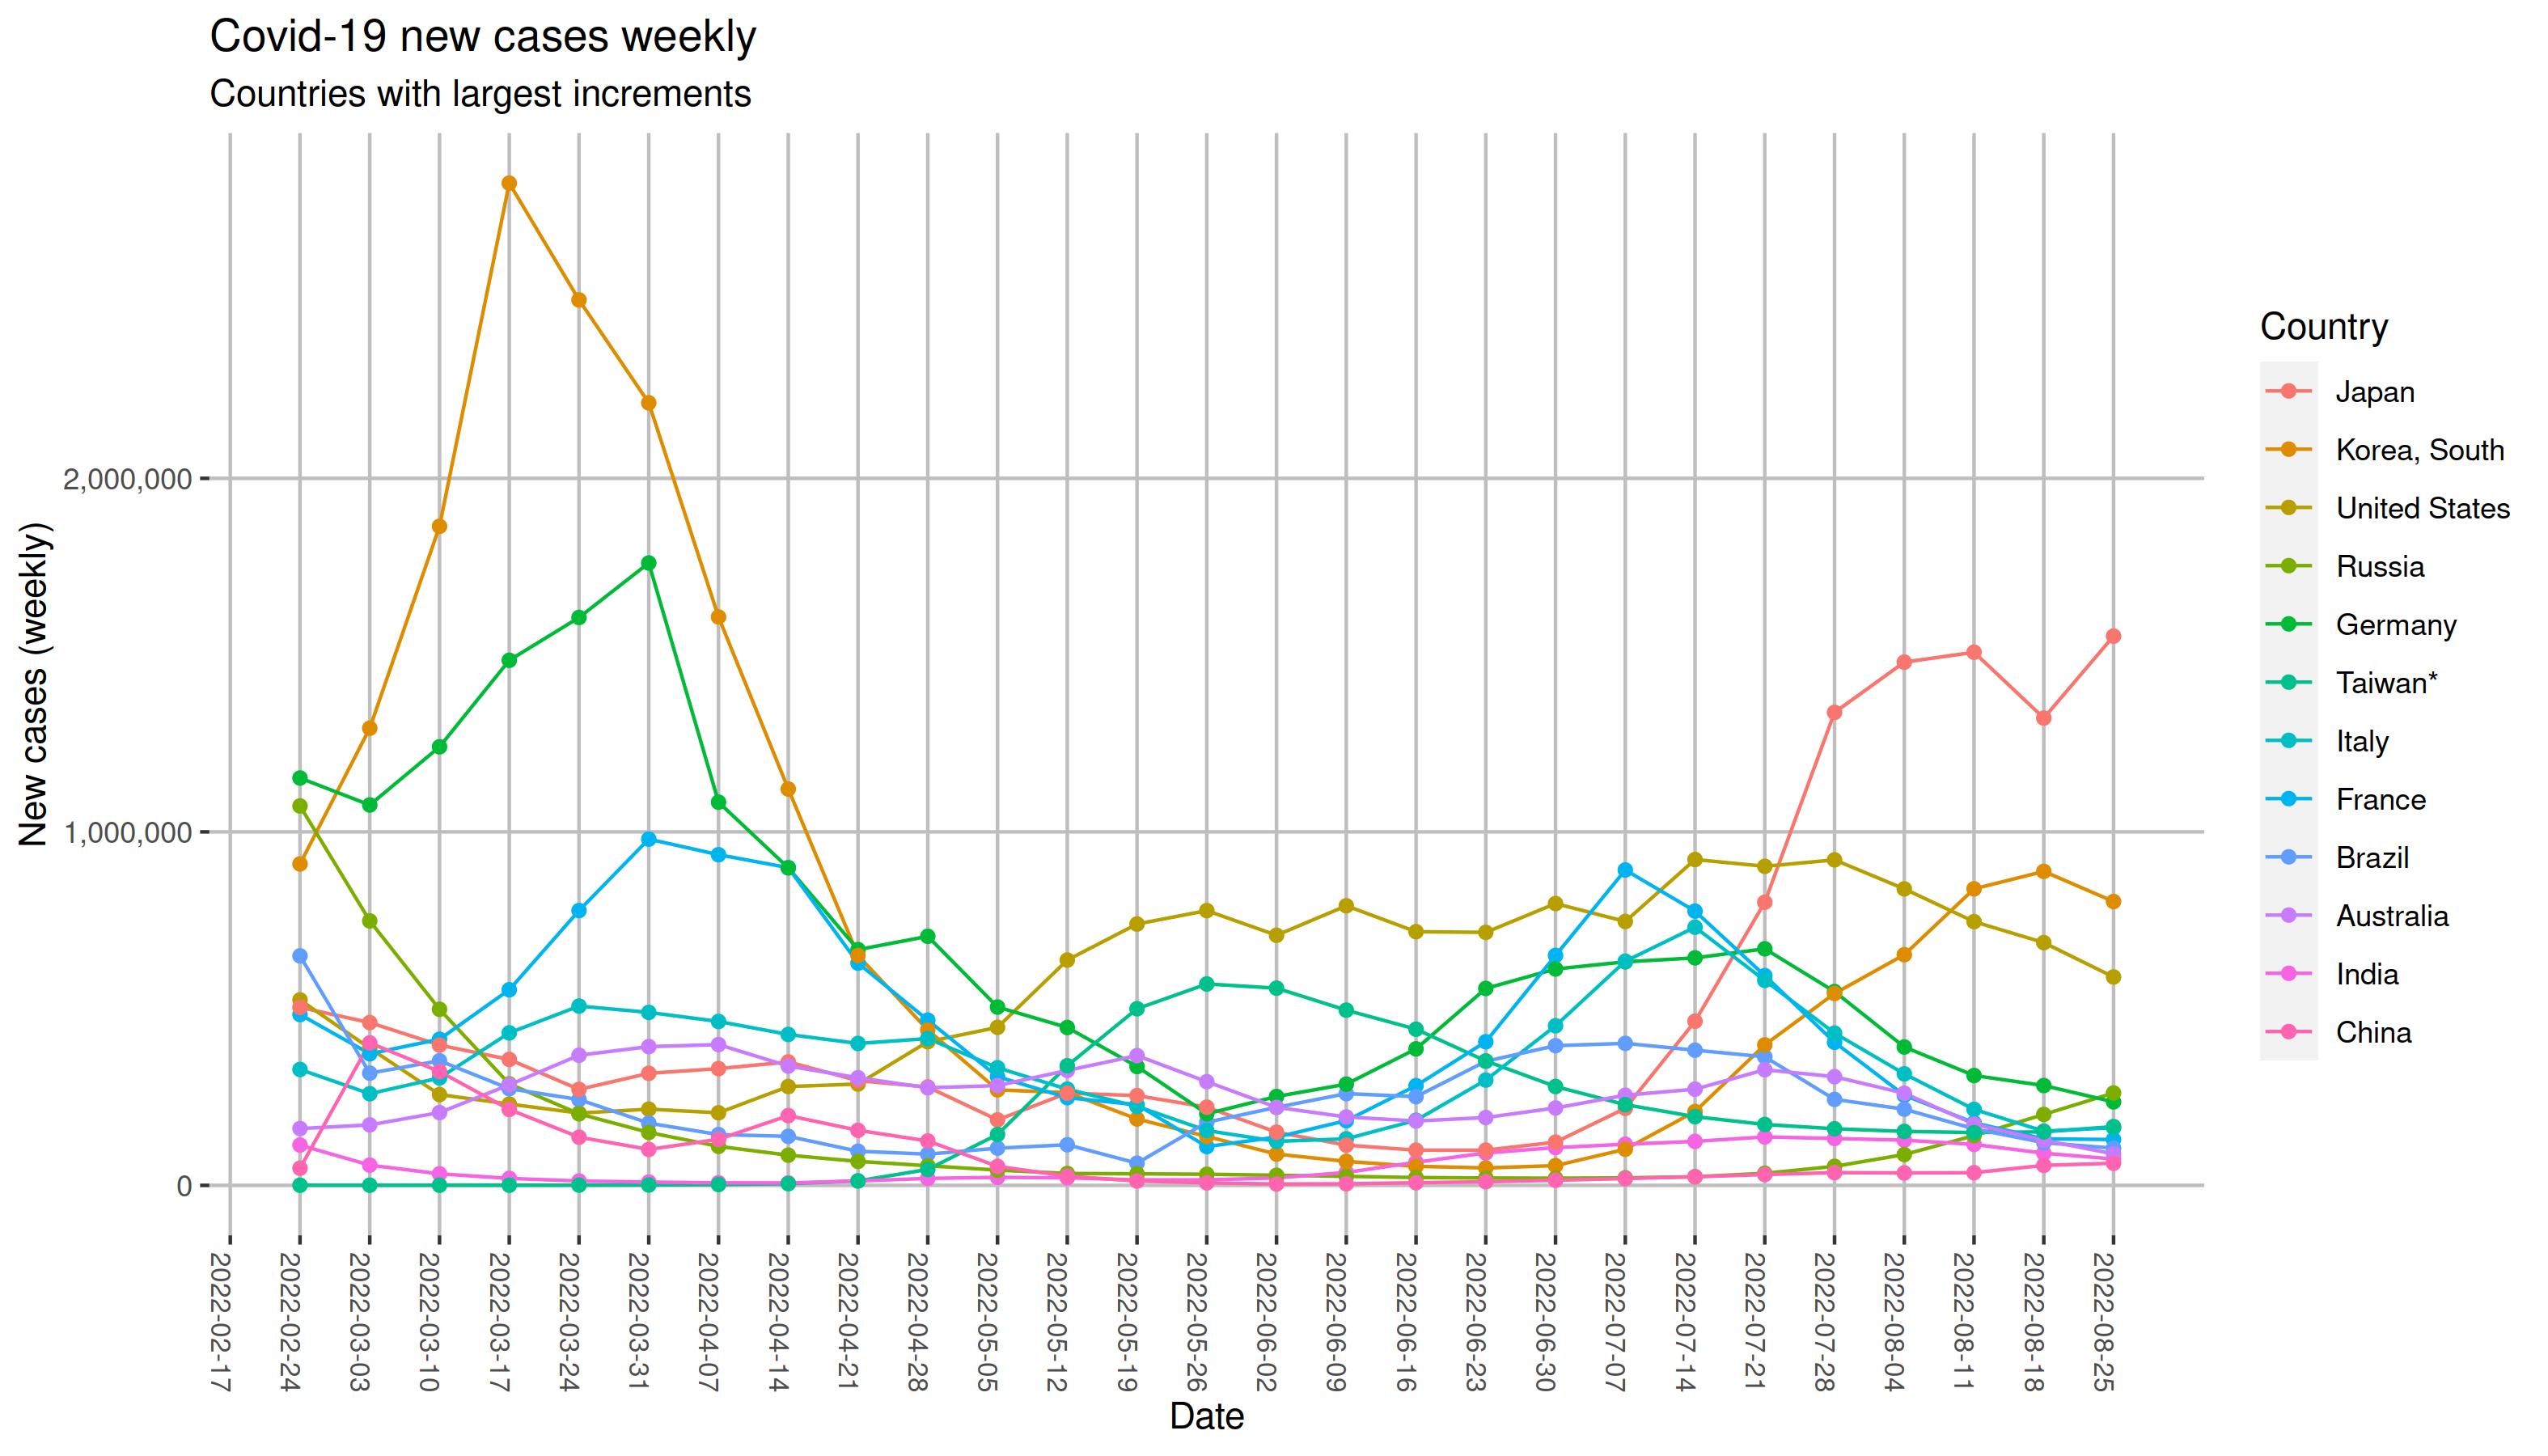 Covid-19 new cases weekly
Countries with largest increments
New cases (weekly)
2,000,000
1,000,000
0
2022-02-17
2022-02-24
2022-03-03
2022-03-10
2022-03-17
2022-03-24
2022-03-31
2022-04-07
2022-04-14
2022-04-21
2022-04-28
2022-05-05
2022-05-12
2022-05-19
2022-05-26
2022-06-02
2022-06-09
2022-06-16
2022-06-23
2022-06-30
2022-07-07
2022-07-14
2022-07-21
2022-07-28
2022-08-04
2022-08-11
2022-08-18
2022-08-25
Date
Country
Japan
Korea, South
United States
Russia
Germany
Taiwan*
Italy
France
Brazil
Australia
India
China